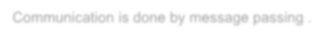 Communication is done by message passing .